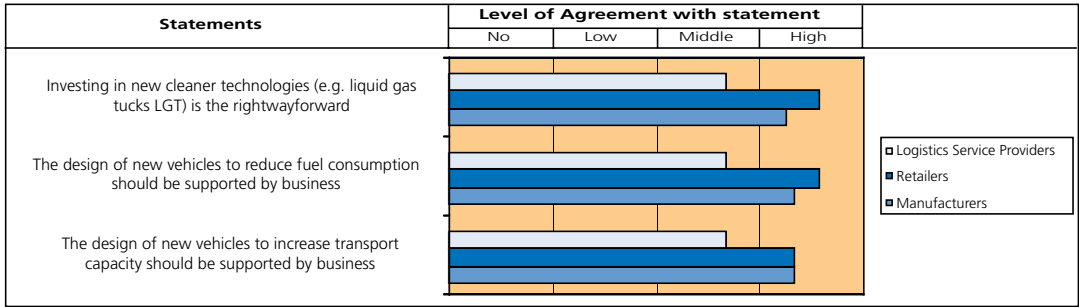 Statements
Level of Agreement with statement
No Low Middle High
Investing in new cleaner technologies (e.g. liquid gas
tucks LGT) is the rightwayforward
The design of new vehicles to reduce fuel consumption
should be supported by business
The design of new vehicles to increase transport
capacity should be supported by business
Logistics Service Providers
Retailers
Manufacturers